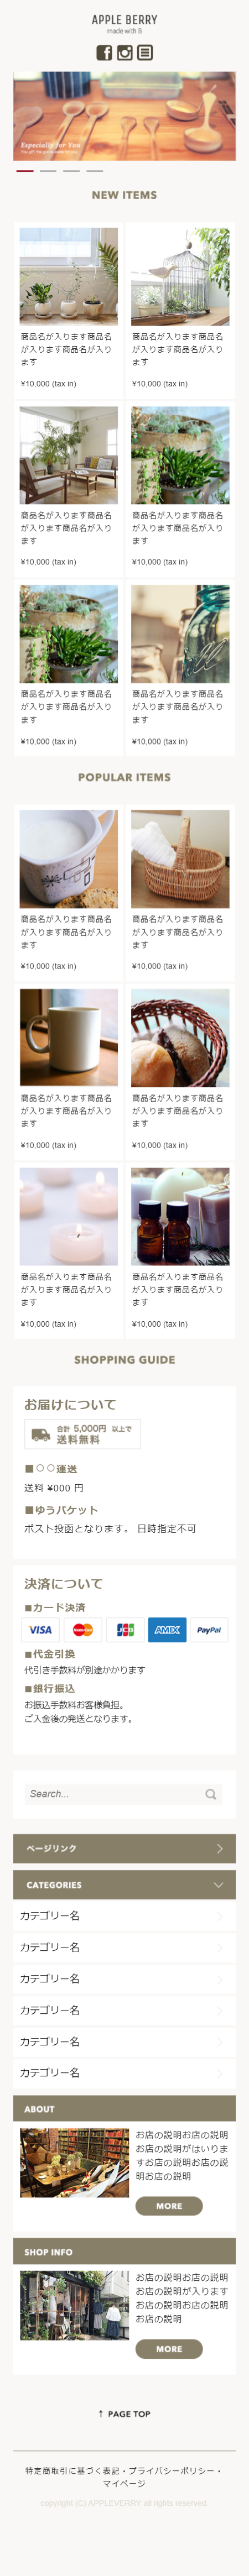 APPLE BERRY
made with B
Especially for You
NEW ITEMS
商品名が入ります商品名
が入ります商品名が入り
ます
¥10,000 (tax in)
商品名が入ります商品名
が入ります商品名が入り
ます
¥10,000 (tax in)
商品名が入ります商品名
が入ります商品名が入り
ます
¥10,000 (tax in)
商品名が入ります商品名
が入ります商品名が入り
ます
¥10,000 (tax in)
商品名が入ります商品名
が入ります商品名が入り
ます
¥10,000 (tax in)
商品名が入ります商品名
が入ります商品名が入り
ます
¥10,000 (tax in)
POPULAR ITEMS
商品名が入ります商品名
が入ります商品名が入り
ます
¥10,000 (tax in)
商品名が入ります商品名
が入ります商品名が入り
ます
¥10,000 (tax in)
商品名が入ります商品名
が入ります商品名が入り
ます
¥10,000 (tax in)
商品名が入ります商品名
が入ります商品名が入り
ます
¥10,000 (tax in)
商品名が入ります商品名
が入ります商品名が入り
ます
¥10,000 (tax in)
商品名が入ります商品名
が入ります商品名が入り
ます
¥10,000 (tax in)
SHOPPING GUIDE
お届けについて
合計 5,000円 以上で
送料無料
■○○運送
送料 ¥000 円
■ゆうパケット
ポスト投函となります。 日時指定不可
決済について
■カード決済
VISA MasterCard JCB AMEX PayPal
■代金引換
代引き手数料が別途かかります
■銀行振込
お振込手数料お客様負担。
ご入金後の発送となります。
Search...
ページリンク
CATEGORIES
カテゴリー名
カテゴリー名
カテゴリー名
カテゴリー名
カテゴリー名
カテゴリー名
ABOUT
お店の説明お店の説明
お店の説明がはいりま
すお店の説明お店の説
明お店の説明
MORE
SHOP INFO
お店の説明お店の説明
お店の説明が入ります
お店の説明お店の説明
お店の説明
MORE
↑ PAGE TOP
特定商取引に基づく表記・プライバシーポリシー・
マイページ
copyright (C) APPLEVERRY all rights reserved.